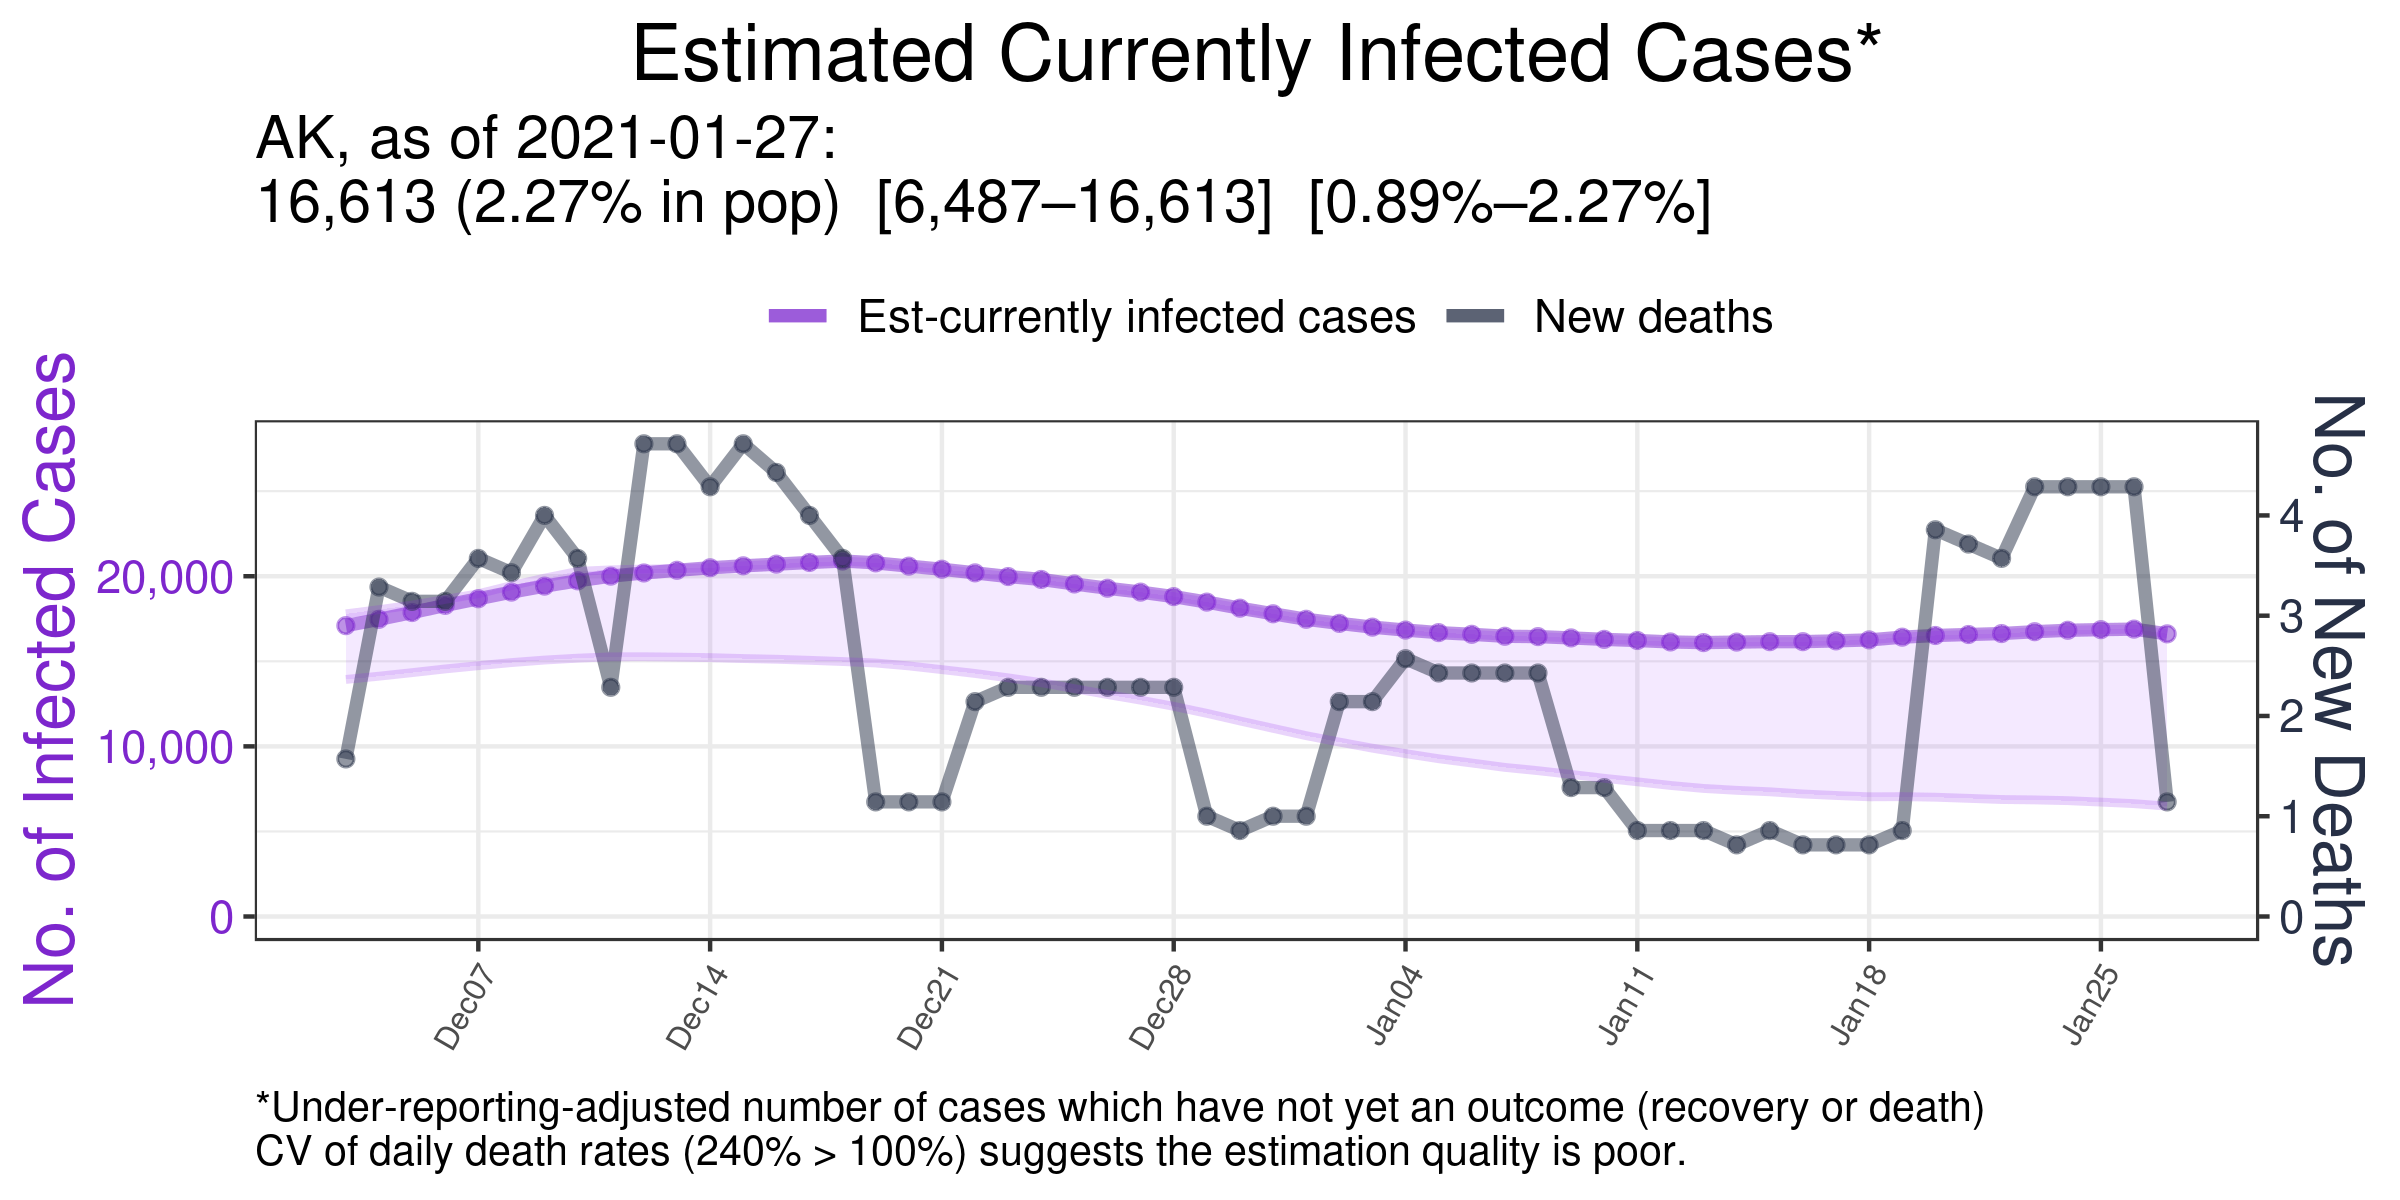 Estimated Currently Infected Cases*
AK, as of 2021-01-27:
16,613 (2.27% in pop)  [6,487–16,613]  [0.89%–2.27%]
Est-currently infected cases
New deaths
No. of Infected Cases
20,000
10,000
0
No. of New Deaths
4
3
2
1
0
Dec07
Dec14
Dec21
Dec28
Jan04
Jan11
Jan18
Jan25
*Under-reporting-adjusted number of cases which have not yet an outcome (recovery or death)
CV of daily death rates (240% > 100%) suggests the estimation quality is poor.